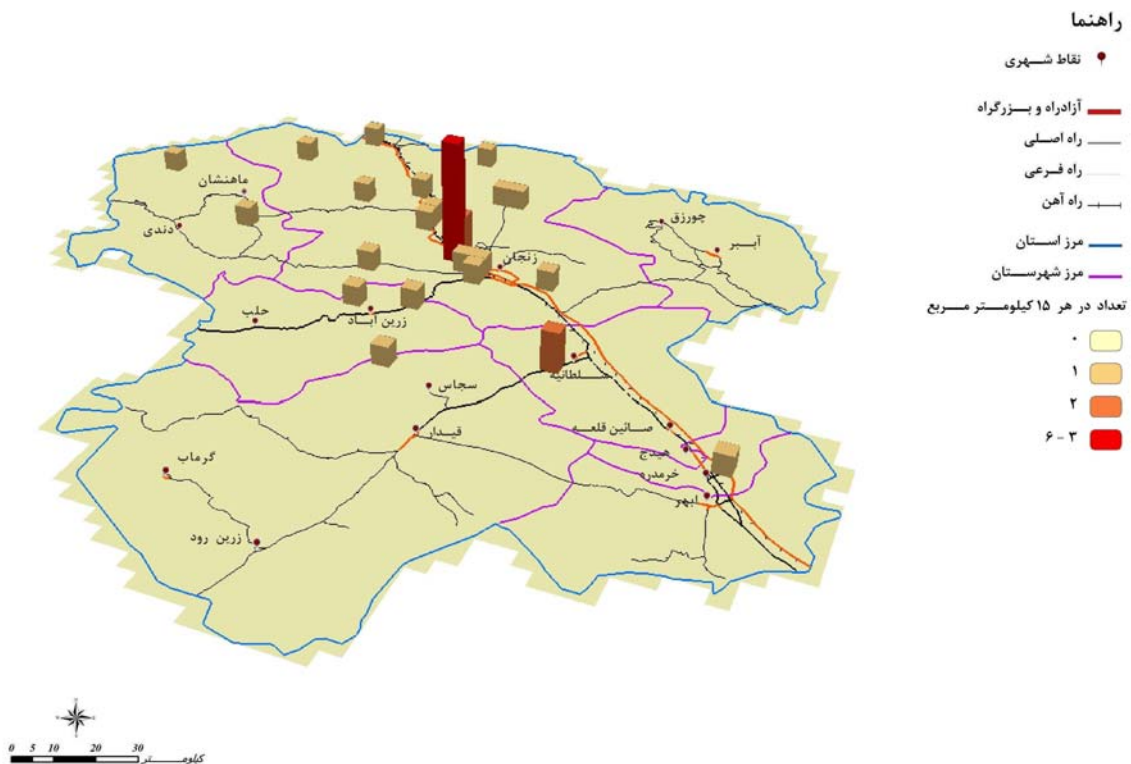 راهنما
نقاط شهری
آزادراه و بزرگراه
راه اصلی
راه فرعی
راه آهن
مرز استان
مرز شهرستان
تعداد در هر ۱۵ کیلومتر مربع
۰
۱
۲
۳ - ۶
ماهنشان
دندی
چورزق
آب بر
زنجان
حلب
زرین آباد
سلطانیه
سجاس
صائین قلعه
قیدار
هیدج
خرمدره
ابهر
گرماب
زرین رود
0 5 10 20 30
کیلومتر